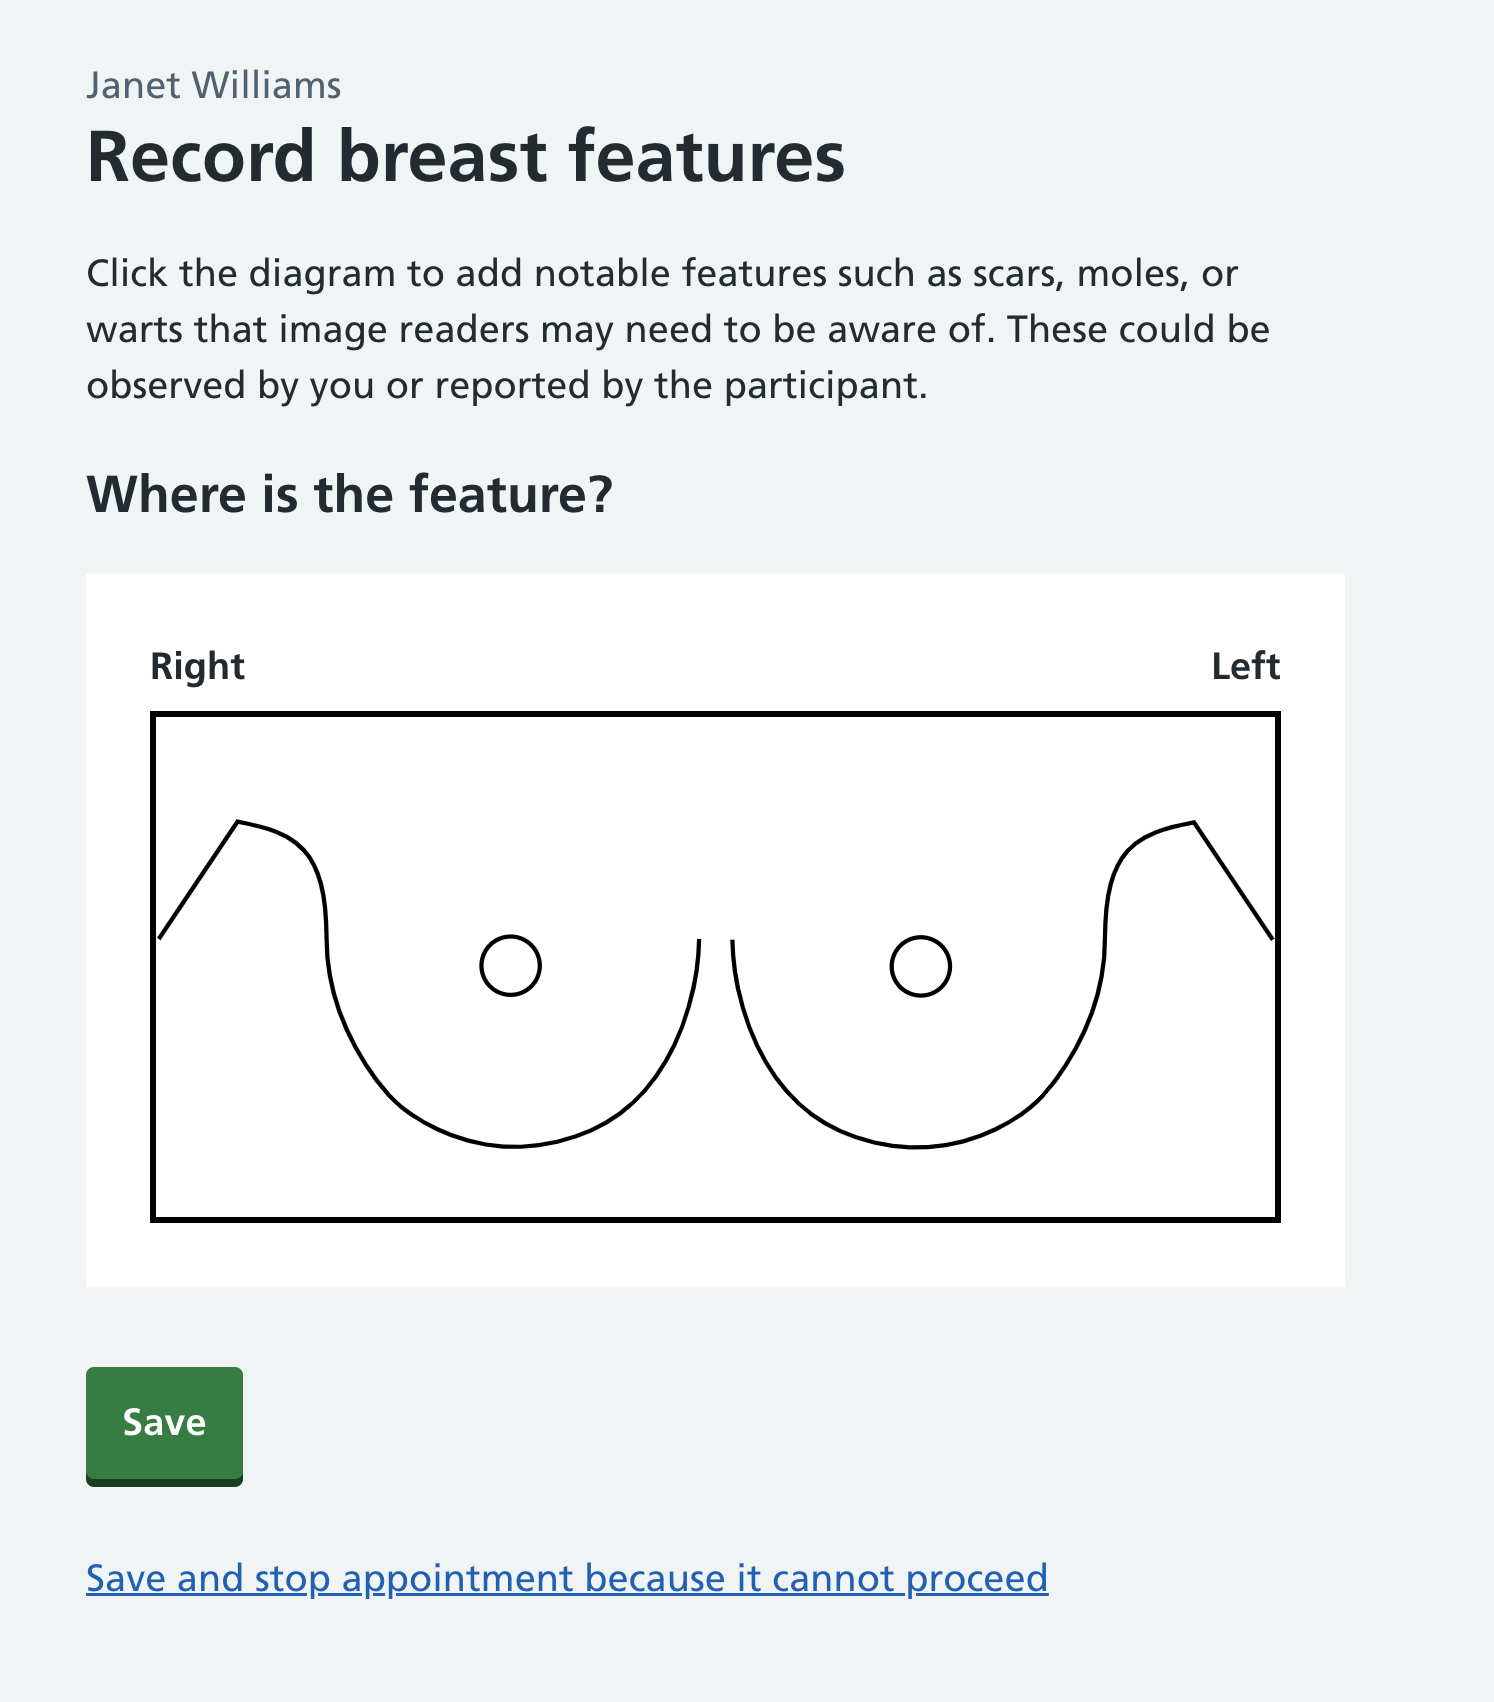 Janet Williams
Record breast features
Click the diagram to add notable features such as scars, moles, or
warts that image readers may need to be aware of. These could be
observed by you or reported by the participant.
Where is the feature?
Right
Left
Save
Save and stop appointment because it cannot proceed